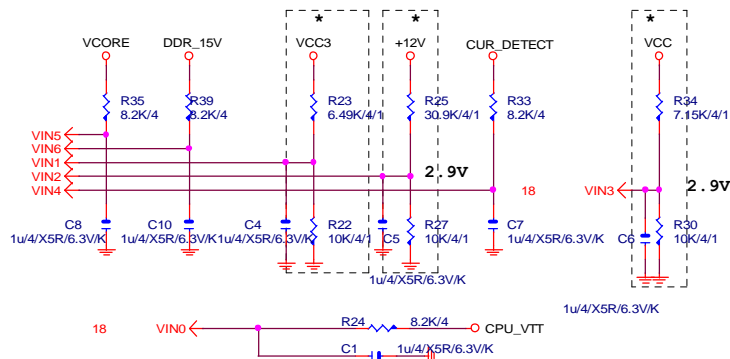 * * *
VCORE DDR_15V VCC3 +12V CUR_DETECT VCC
R35 R39 R23 R25 R33 R34
8.2K/4 8.2K/4 6.49K/4/1 30.9K/4/1 8.2K/4 7.15K/4/1
VIN5
VIN6
VIN1
VIN2 2.9V
VIN4 18 VIN3 2.9V
C8 C10 C4 R22 C5 R27 C7 C6 R30
1u/4/X5R/6.3V/K 1u/4/X5R/6.3V/K 1u/4/X5R/6.3V/K 10K/4/1 10K/4/1 1u/4/X5R/6.3V/K 10K/4/1
1u/4/X5R/6.3V/K
1u/4/X5R/6.3V/K
18 VIN0 R24 8.2K/4 CPU_VTT
C1 1u/4/X5R/6.3V/K